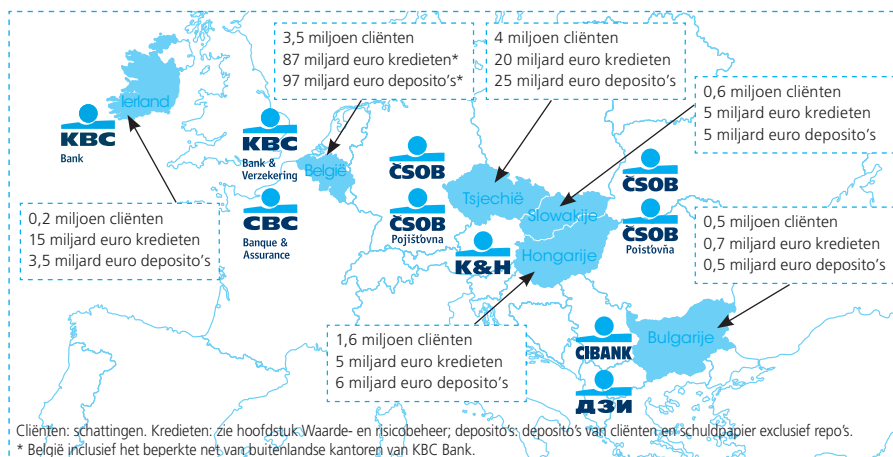 3,5 miljoen cliënten
87 miljard euro kredieten*
97 miljard euro deposito's*
4 miljoen cliënten
20 miljard euro kredieten
25 miljard euro deposito's
0,6 miljoen cliënten
5 miljard euro kredieten
5 miljard euro deposito's
Ierland
KBC
Bank
KBC
Bank &
Verzekering
België
ČSOB
Tsjechië
ČSOB
Slowakije
CBC
Banque &
Assurance
ČSOB
Pojišťovna
ČSOB
Poisťovňa
K&H
Hongarije
0,2 miljoen cliënten
15 miljard euro kredieten
3,5 miljard euro deposito's
0,5 miljoen cliënten
0,7 miljard euro kredieten
0,5 miljard euro deposito's
1,6 miljoen cliënten
5 miljard euro kredieten
6 miljard euro deposito's
CIBANK
Bulgarije
ДЗИ
Cliënten: schattingen. Kredieten: zie hoofdstuk Waarde- en risicobeheer; deposito's: deposito's van cliënten en schuldpapier exclusief repo's.
* België inclusief het beperkte net van buitenlandse kantoren van KBC Bank.